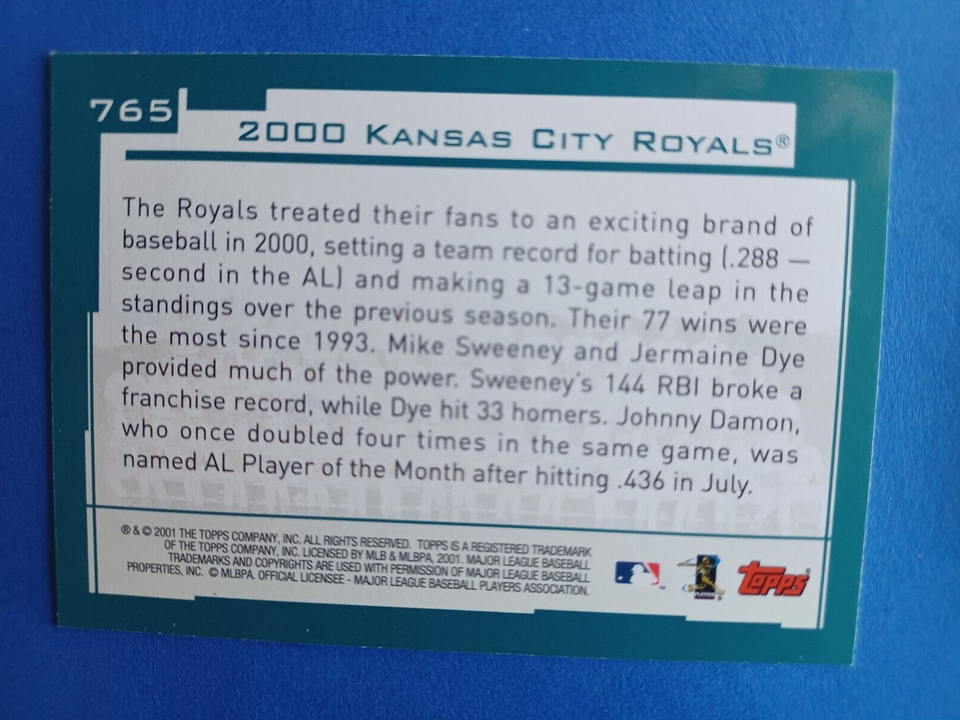 765
2000 KANSAS CITY ROYALS®
The Royals treated their fans to an exciting brand of
baseball in 2000, setting a team record for batting (.288 —
second in the AL) and making a 13-game leap in the
standings over the previous season. Their 77 wins were
the most since 1993. Mike Sweeney and Jermaine Dye
provided much of the power. Sweeney's 144 RBI broke a
franchise record, while Dye hit 33 homers. Johnny Damon,
who once doubled four times in the same game, was
named AL Player of the Month after hitting .436 in July.
® & © 2001 THE TOPPS COMPANY, INC. ALL RIGHTS RESERVED. TOPPS IS A REGISTERED TRADEMARK
OF THE TOPPS COMPANY, INC. LICENSED BY MLB & MLBPA, 2001. MAJOR LEAGUE BASEBALL
TRADEMARKS AND COPYRIGHTS ARE USED WITH PERMISSION OF MAJOR LEAGUE BASEBALL
PROPERTIES, INC. © MLBPA. OFFICIAL LICENSEE - MAJOR LEAGUE BASEBALL PLAYERS ASSOCIATION.
PLAYERS
Topps®